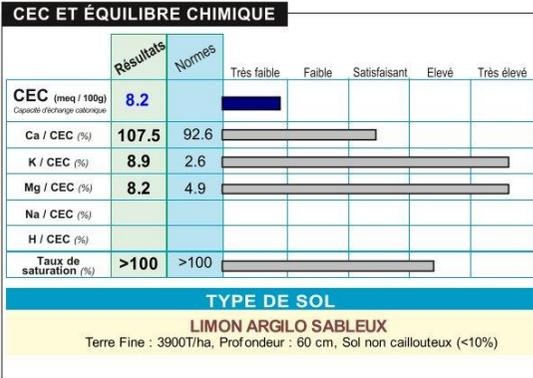 CEC ET ÉQUILIBRE CHIMIQUE
Résultats Normes Très faible Faible Satisfaisant Elevé Très élevé
CEC (meq / 100g) 8.2
Capacité d'échange cationique
Ca / CEC (%) 107.5 92.6
K / CEC (%) 8.9 2.6
Mg / CEC (%) 8.2 4.9
Na / CEC (%)
H / CEC (%)
Taux de saturation (%) >100 >100
TYPE DE SOL
LIMON ARGILO SABLEUX
Terre Fine : 3900T/ha, Profondeur : 60 cm, Sol non caillouteux (<10%)